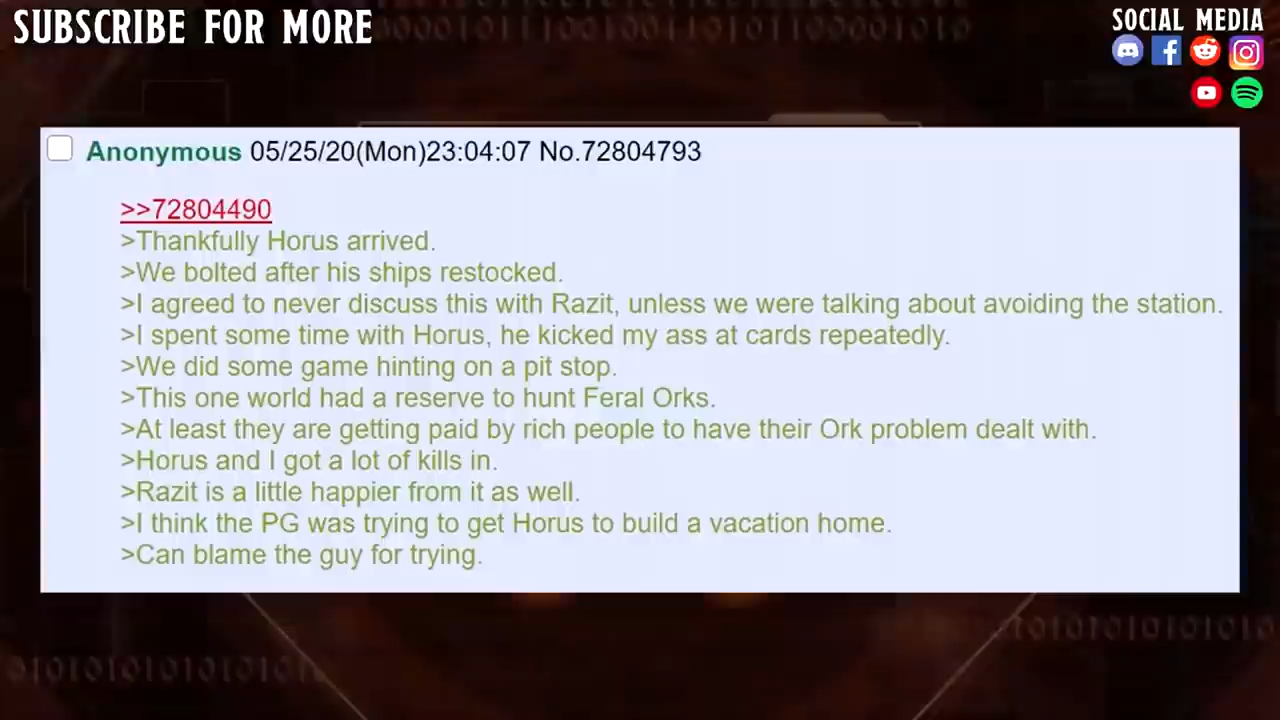 SUBSCRIBE FOR MORE
SOCIAL MEDIA
Anonymous 05/25/20(Mon)23:04:07 No.72804793
>>72804490
>Thankfully Horus arrived.
>We bolted after his ships restocked.
>I agreed to never discuss this with Razit, unless we were talking about avoiding the station.
>I spent some time with Horus, he kicked my ass at cards repeatedly.
>We did some game hinting on a pit stop.
>This one world had a reserve to hunt Feral Orks.
>At least they are getting paid by rich people to have their Ork problem dealt with.
>Horus and I got a lot of kills in.
>Razit is a little happier from it as well.
>I think the PG was trying to get Horus to build a vacation home.
>Can blame the guy for trying.